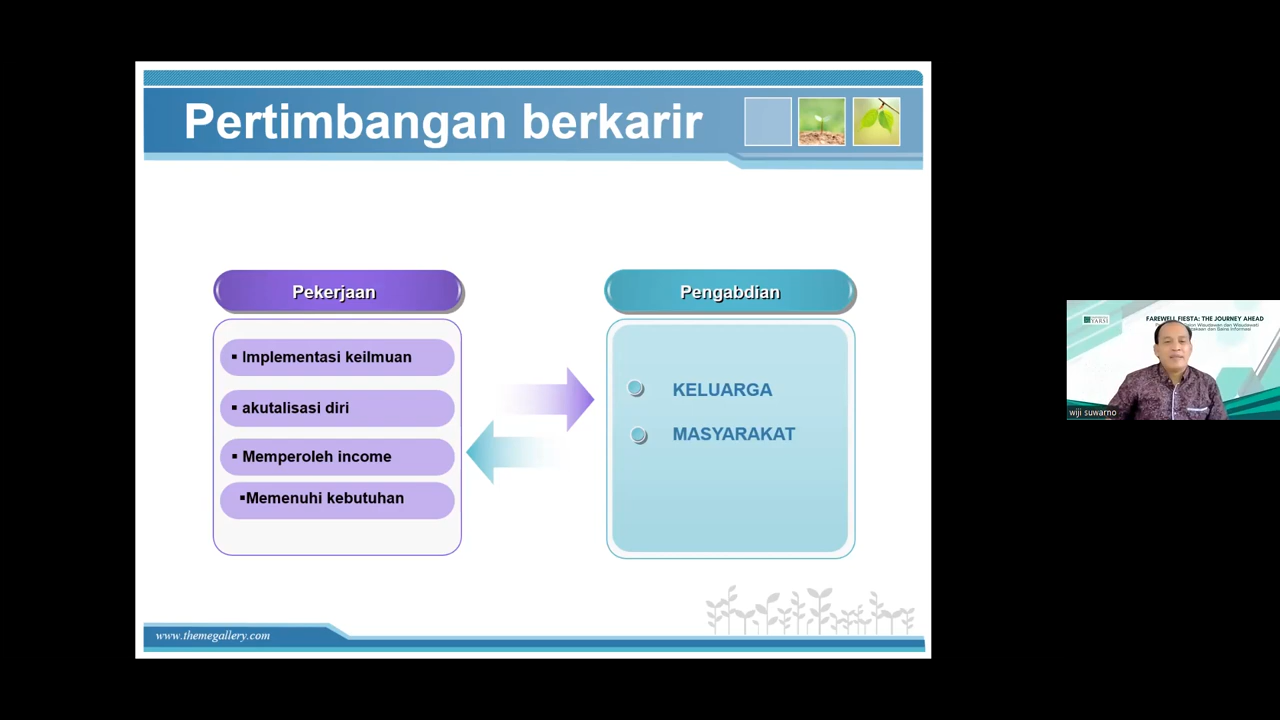 Pertimbangan berkarir
Pekerjaan
▪ Implementasi keilmuan
▪ akutalisasi diri
▪ Memperoleh income
▪Memenuhi kebutuhan
Pengabdian
KELUARGA
MASYARAKAT
www.themegallery.com
YARSI
FAREWELL FIESTA: THE JOURNEY AHEAD
wiji suwarno